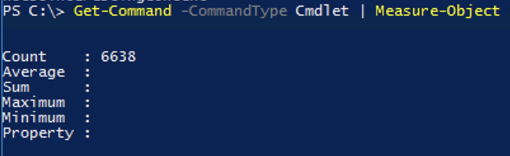 PS C:\> Get-Command -CommandType Cmdlet | Measure-Object
Count    : 6638
Average  :
Sum      :
Maximum  :
Minimum  :
Property :